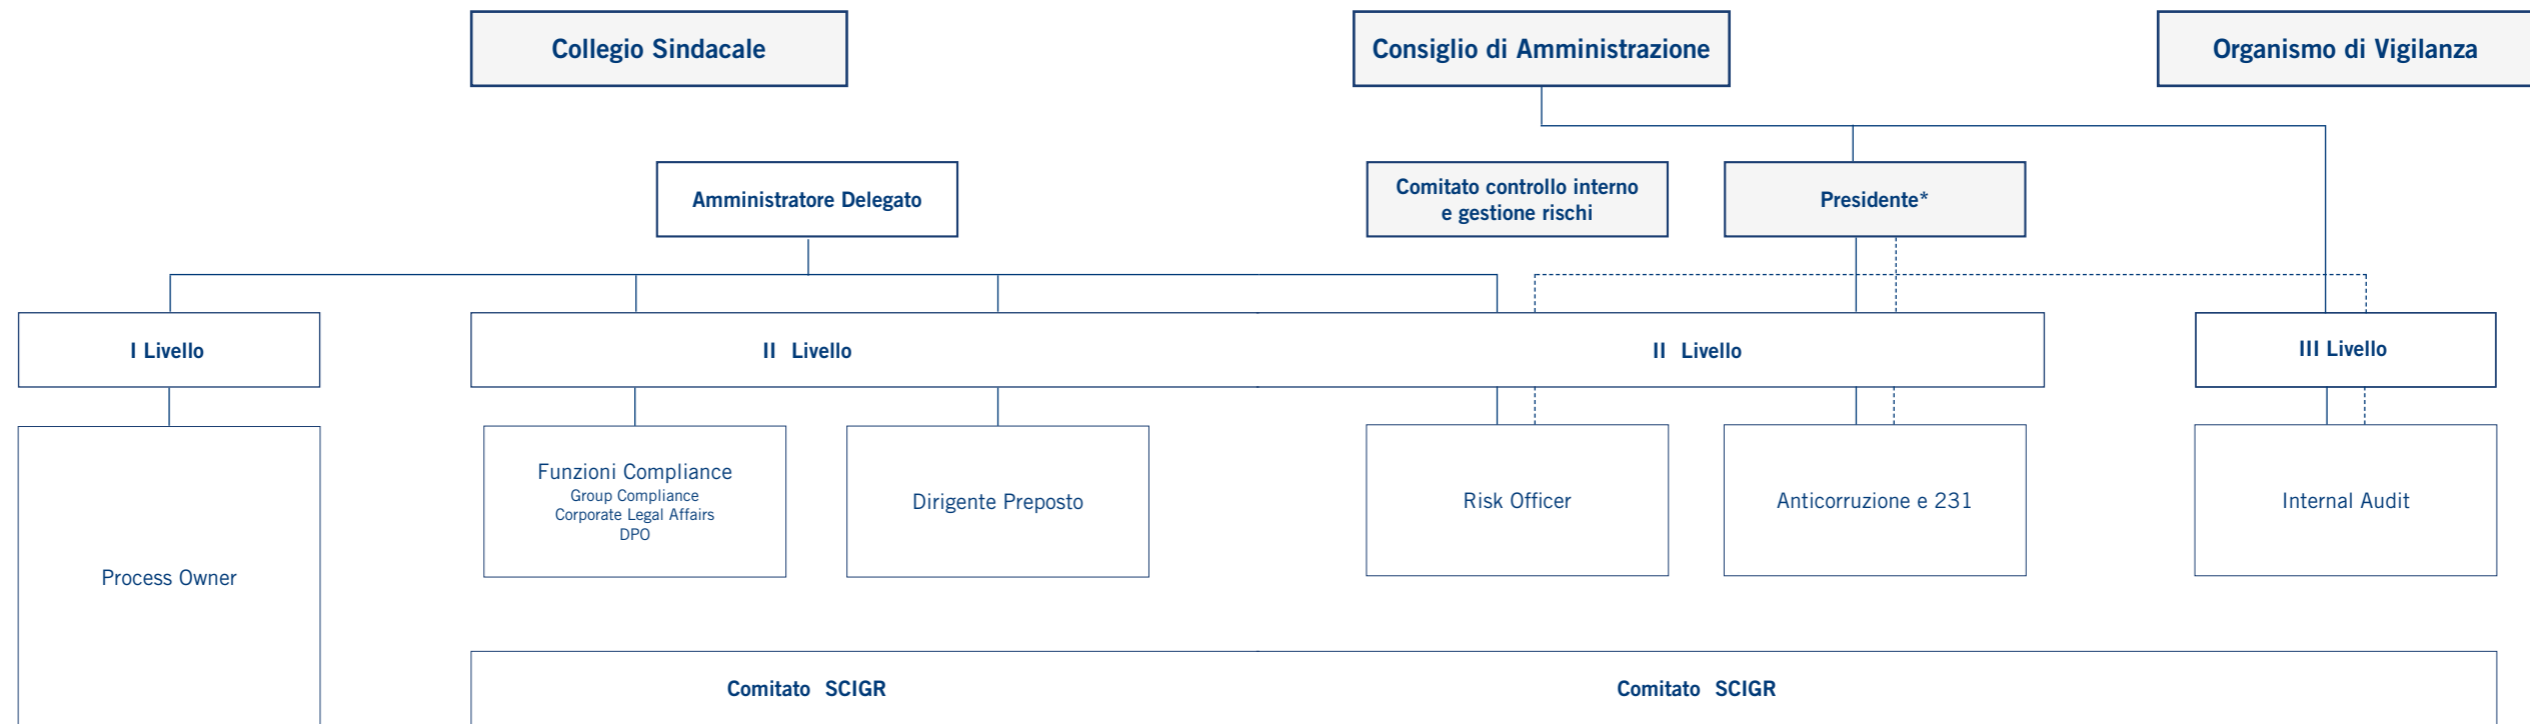 Collegio Sindacale
Consiglio di Amministrazione
Organismo di Vigilanza
Amministratore Delegato
Comitato controllo interno
e gestione rischi
Presidente*
I Livello
II Livello
II Livello
III Livello
Process Owner
Funzioni Compliance
Group Compliance
Corporate Legal Affairs
DPO
Dirigente Preposto
Risk Officer
Anticorruzione e 231
Internal Audit
Comitato SCIGR
Comitato SCIGR